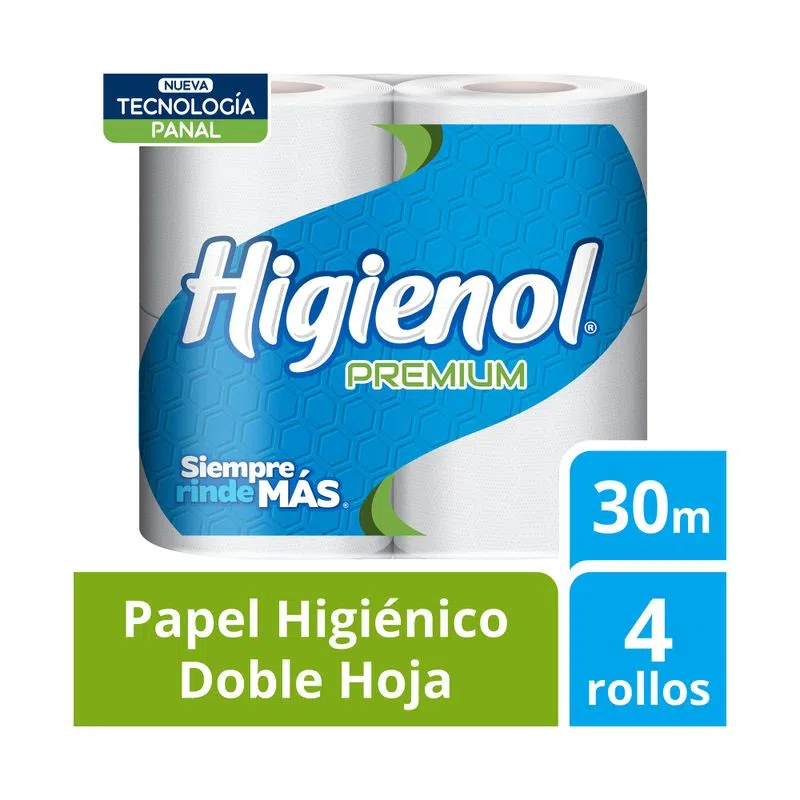 NUEVA
TECNOLOGÍA
PANAL
Higienol®
PREMIUM
Siempre
rinde MÁS®
30m
Papel Higiénico
Doble Hoja
4
rollos